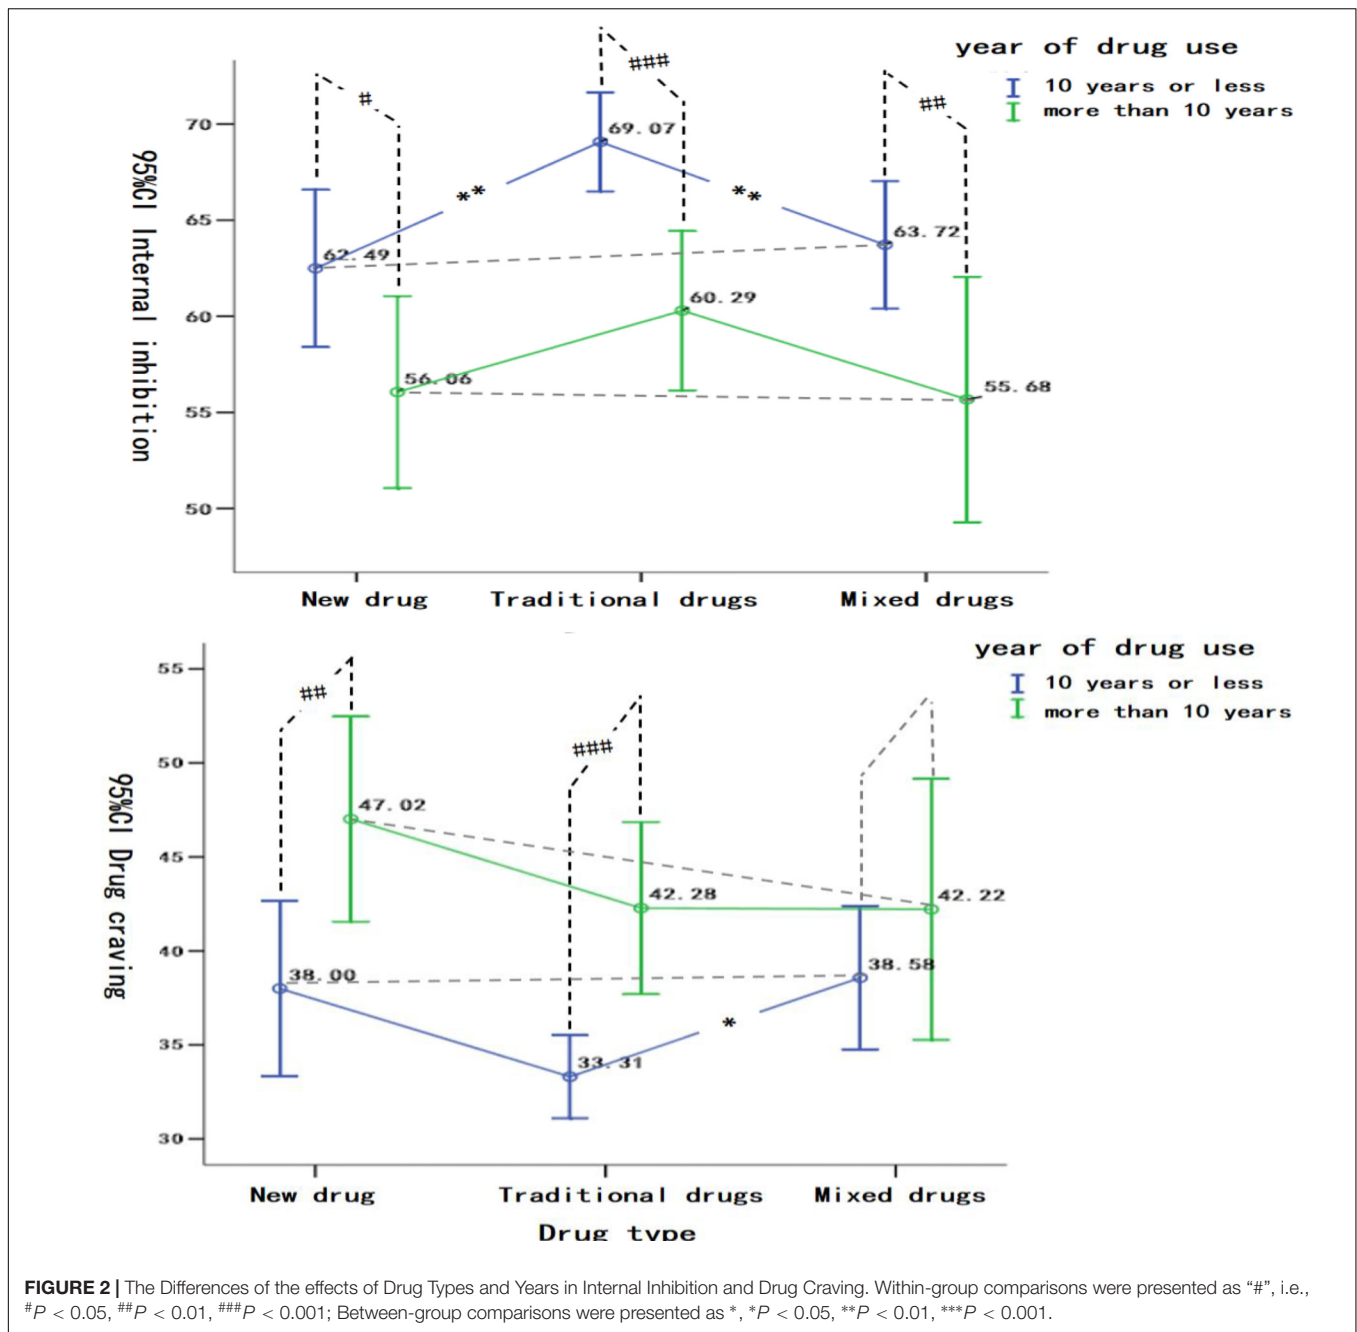 year of drug use
10 years or less
more than 10 years
###
#
##
70
69.07
65
**
**
63.72
62.49
60
60.29
56.06
55.68
55
50
95%CI Internal inhibition
New drug Traditional drugs Mixed drugs
year of drug use
10 years or less
more than 10 years
55
##
###
50
47.02
45
42.28
42.22
40
38.00
38.58
35
*
33.31
30
95%CI Drug craving
New drug Traditional drugs Mixed drugs
Drug type
FIGURE 2 | The Differences of the effects of Drug Types and Years in Internal Inhibition and Drug Craving. Within-group comparisons were presented as “#”, i.e.,
#P < 0.05, ##P < 0.01, ###P < 0.001; Between-group comparisons were presented as *, *P < 0.05, **P < 0.01, ***P < 0.001.